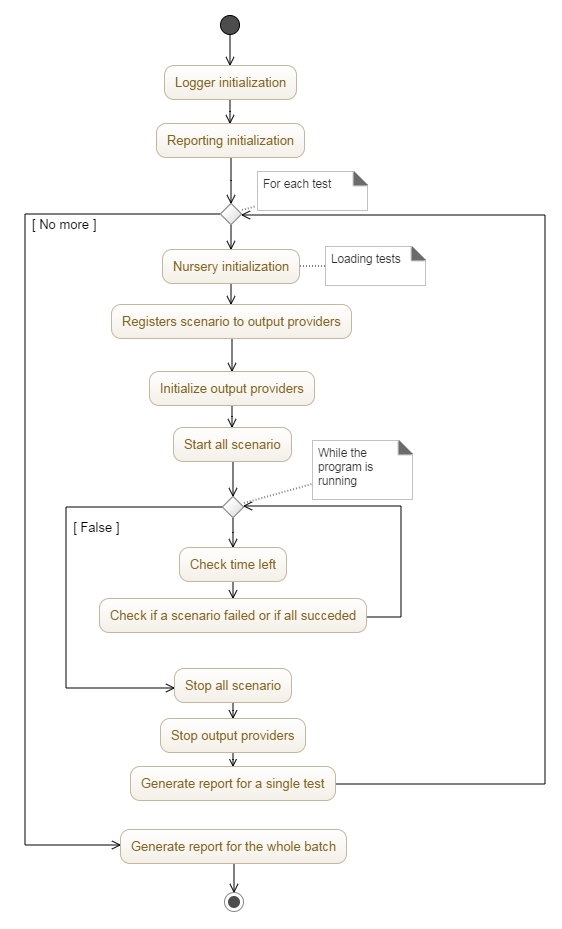 Logger initialization
Reporting initialization
For each test
[ No more ]
Nursery initialization
Loading tests
Registers scenario to output providers
Initialize output providers
Start all scenario
While the
program is
running
[ False ]
Check time left
Check if a scenario failed or if all succeded
Stop all scenario
Stop output providers
Generate report for a single test
Generate report for the whole batch